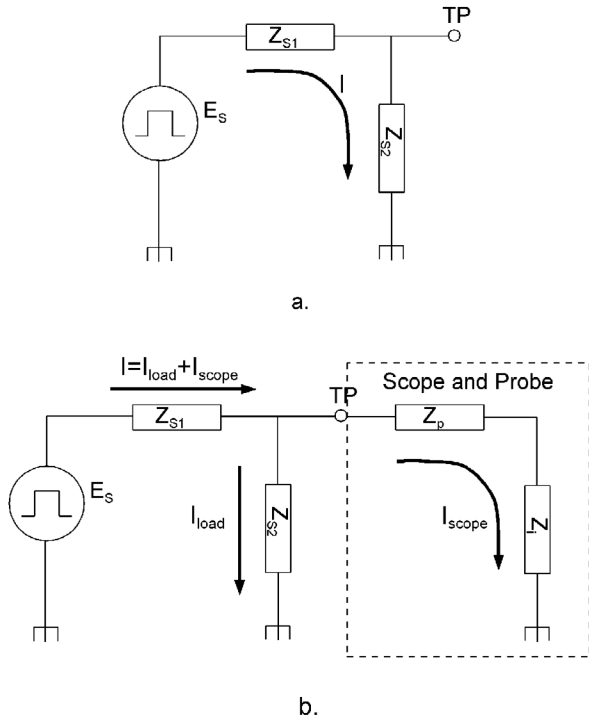 TP
Z_S1
I
E_S
Z_S2
a.
I=I_load+I_scope
Scope and Probe
TP
Z_S1
Z_p
E_S
I_load
Z_S2
I_scope
Z_i
b.